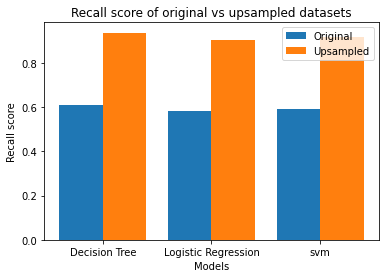 Recall score of original vs upsampled datasets
Original
Upsampled
0.8
0.6
0.4
0.2
0.0
Recall score
Decision Tree
Logistic Regression
svm
Models